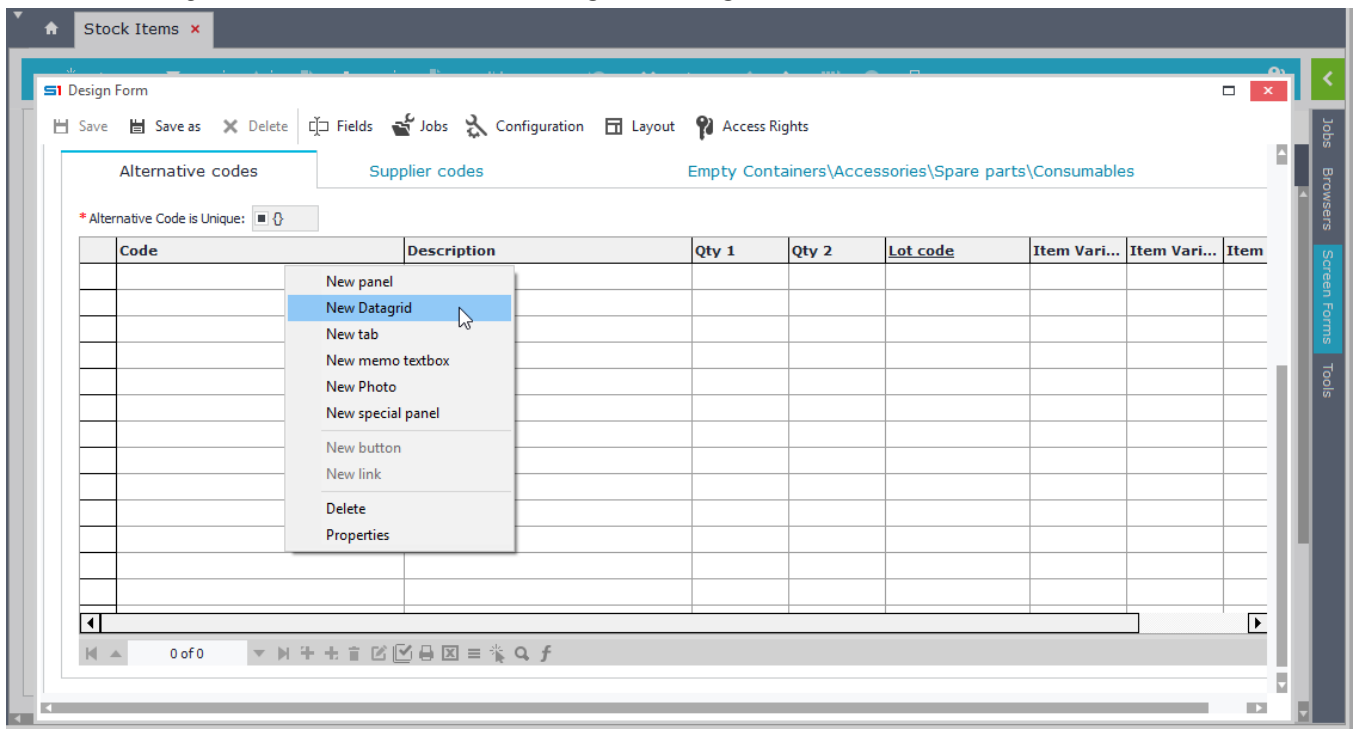 Stock Items
S1 Design Form
Save Save as Delete Fields Jobs Configuration Layout Access Rights
Alternative codes Supplier codes Empty Containers\Accessories\Spare parts\Consumables
* Alternative Code is Unique: {}
Code Description Qty 1 Qty 2 Lot code Item Vari... Item Vari... Item
New panel
New Datagrid
New tab
New memo textbox
New Photo
New special panel
New button
New link
Delete
Properties
0 of 0
Jobs
Browsers
Screen Forms
Tools